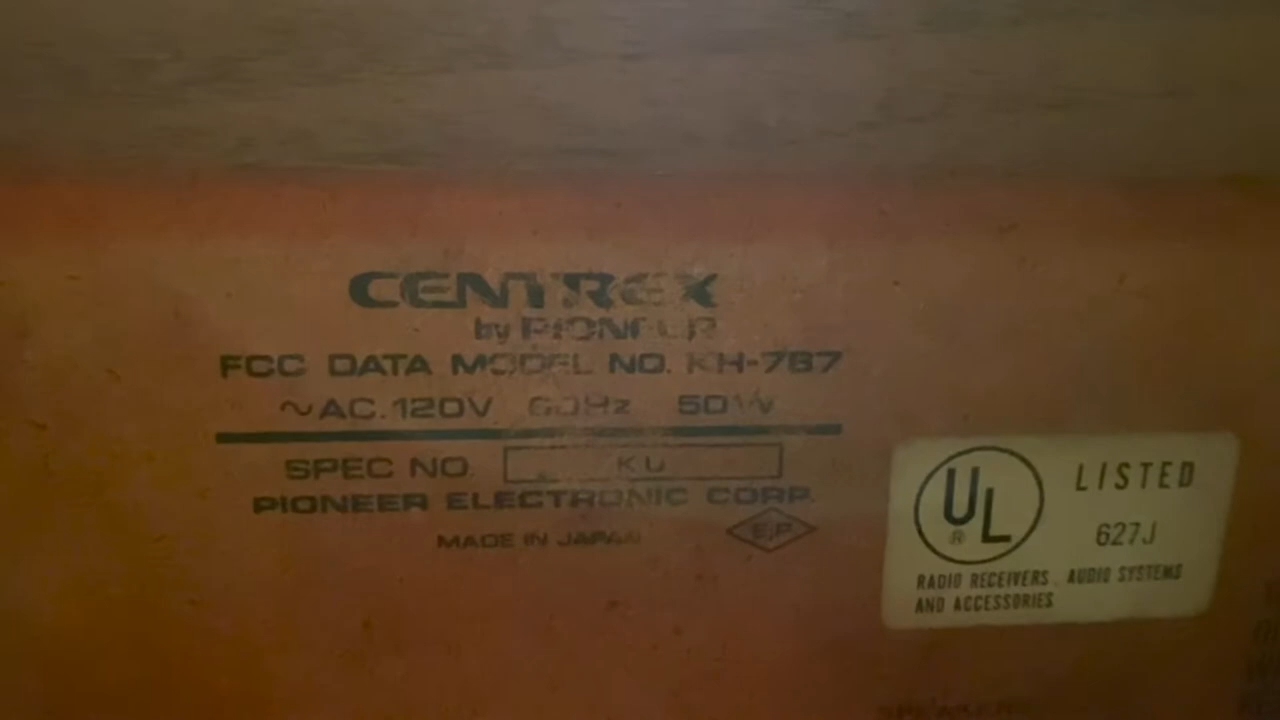 CENTREX
by PIONEER
FCC DATA MODEL NO. KH-767
~AC.120V 60Hz 50W
SPEC NO. KU
PIONEER ELECTRONIC CORP.
E,P
MADE IN JAPAN
UL ® LISTED
627J
RADIO RECEIVERS, AUDIO SYSTEMS
AND ACCESSORIES
SPEAKERS